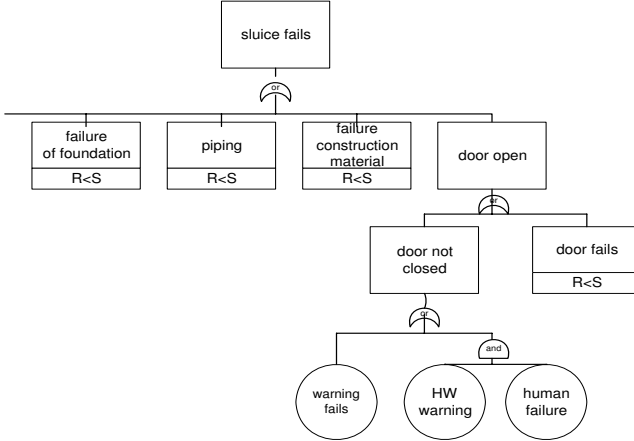 sluice fails
or
failure
of foundation
R<S
piping
R<S
failure
construction
material
R<S
door open
or
door not
closed
door fails
R<S
or
and
warning
fails
HW
warning
human
failure